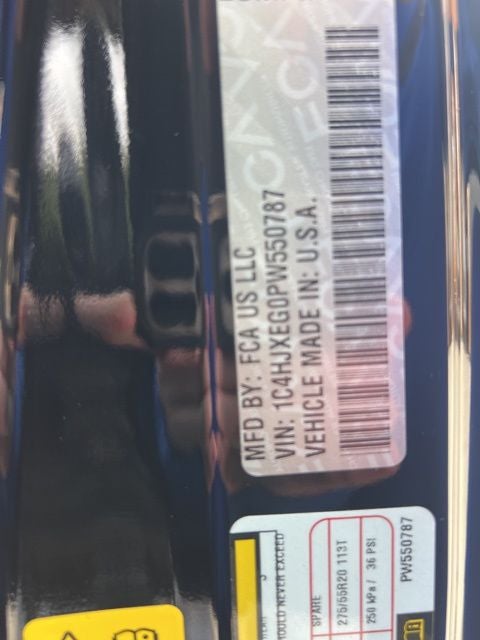 MFD BY: FCA US LLC
VIN: 1C4HJXEG0PW550787
VEHICLE MADE IN: U.S.A.
OULD NEVER EXCEED
SPARE
275/55R20 113T
250 kPa / 36 PSI
PW550787